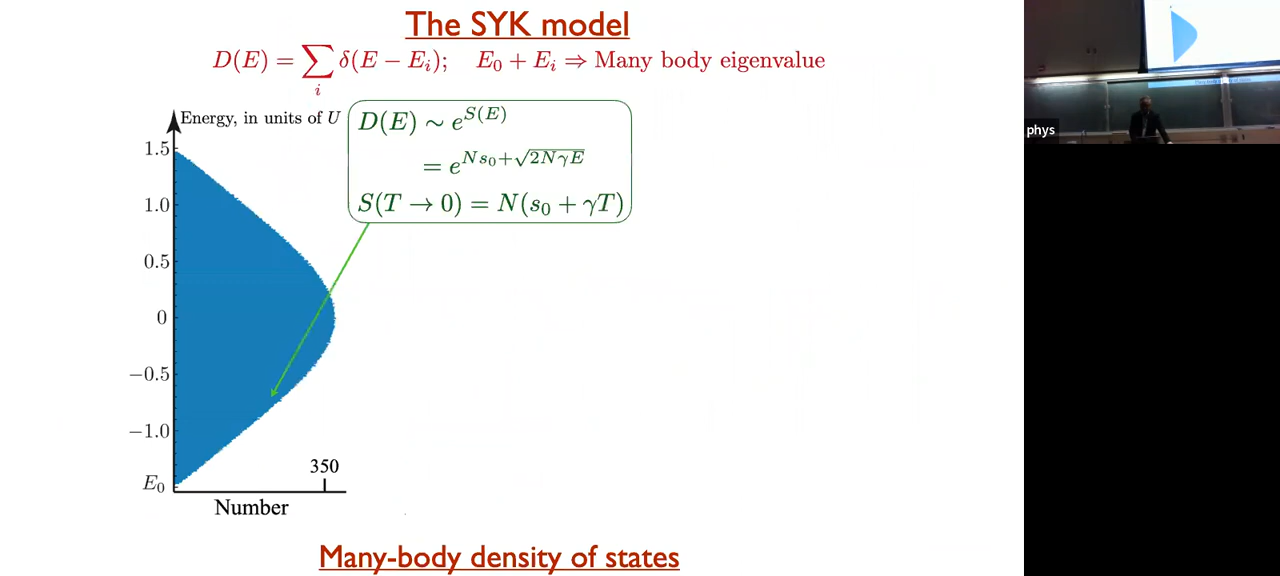 The SYK model
D(E) = ∑_i δ(E − E_i);   E_0 + E_i ⇒ Many body eigenvalue
Energy, in units of U
D(E) ∼ e^{S(E)}
= e^{Ns_0+√(2NγE)}
S(T → 0) = N(s_0 + γT)
1.5
1.0
0.5
0
−0.5
−1.0
E_0
350
Number
Many-body density of states
phys